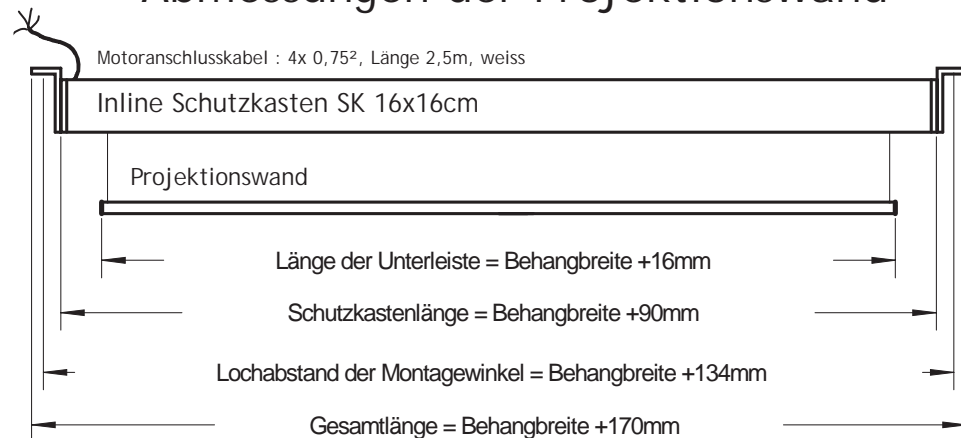 Abmessungen der Projektionswand
Motoranschlusskabel : 4x 0,75², Länge 2,5m, weiss
Inline Schutzkasten SK 16x16cm
Projektionswand
Länge der Unterleiste = Behangbreite +16mm
Schutzkastenlänge = Behangbreite +90mm
Lochabstand der Montagewinkel = Behangbreite +134mm
Gesamtlänge = Behangbreite +170mm